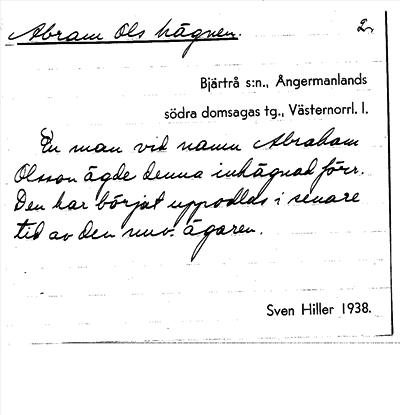 Abram Ols hägnen. 2.
Bjärtrå s:n., Ångermanlands
södra domsagas tg., Västernorrl. l.
En man vid namn Abraham
Olsson ägde denna inhägnad förr.
Den har börjat uppodlas i senare
tid av den nuv. ägaren.
Sven Hiller 1938.